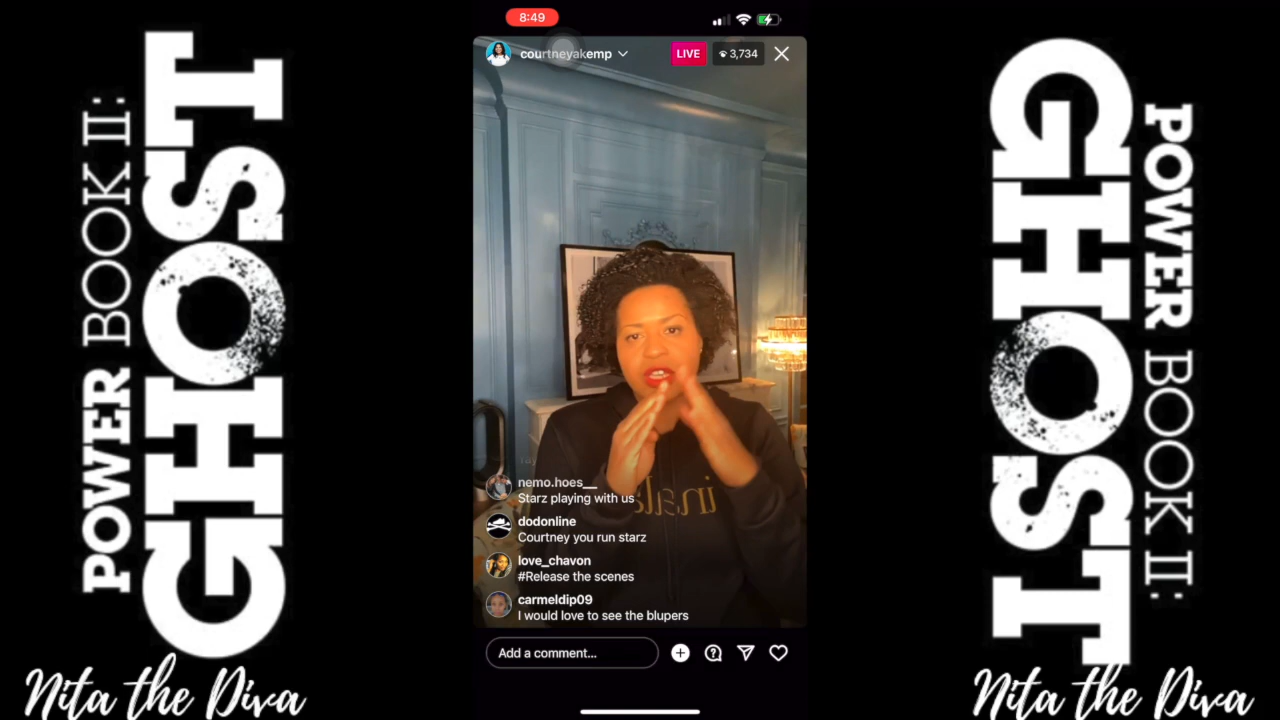 POWER BOOK II:
GHOST
Nita the Diva
8:49
courtneyakemp
LIVE
3,734
nemo.hoes__
Starz playing with us
dodonline
Courtney you run starz
love_chavon
#Release the scenes
carmeldip09
I would love to see the blupers
Add a comment...
POWER BOOK II:
GHOST
Nita the Diva